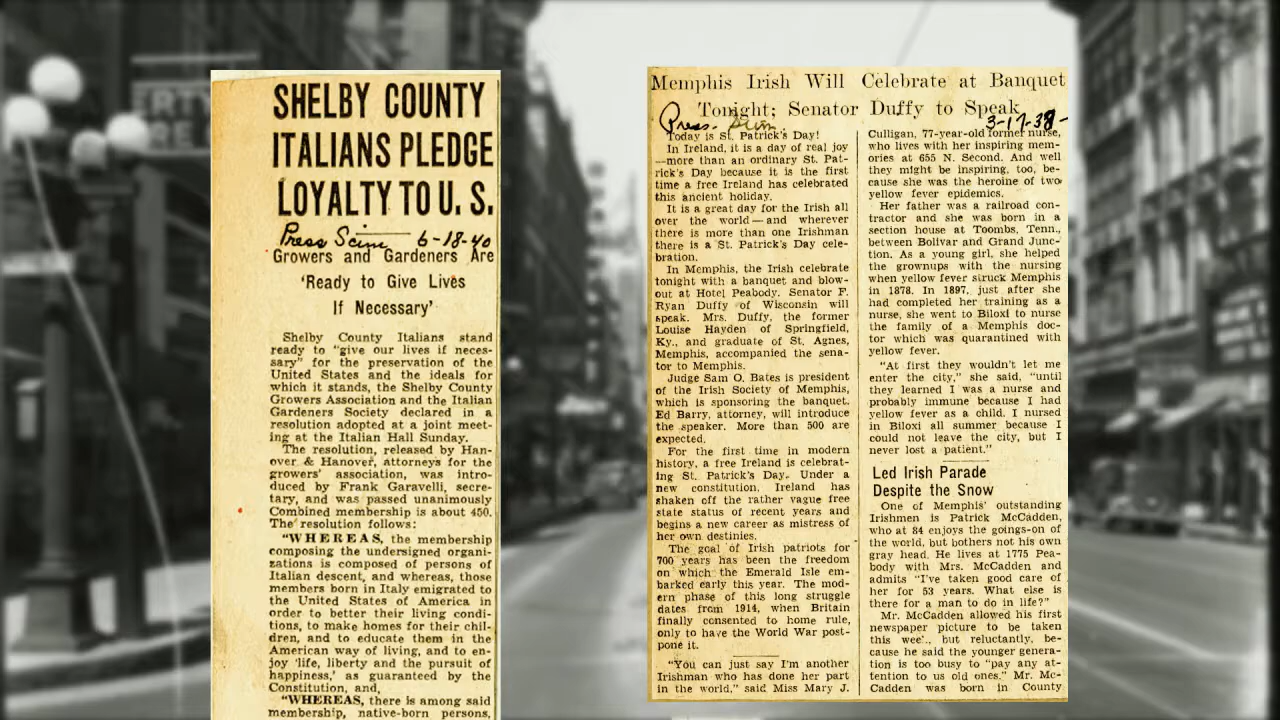 SHELBY COUNTY
ITALIANS PLEDGE
LOYALTY TO U. S.
Press Scim 6-18-40
Growers and Gardeners Are
'Ready to Give Lives
If Necessary'
Shelby County Italians stand
ready to "give our lives if neces-
sary" for the preservation of the
United States and the ideals for
which it stands, the Shelby County
Growers Association and the Italian
Gardeners Society declared in a
resolution adopted at a joint meet-
ing at the Italian Hall Sunday.
The resolution, released by Han-
over & Hanover, attorneys for the
growers' association, was intro-
duced by Frank Garavelli, secre-
tary, and was passed unanimously
Combined membership is about 450.
The resolution follows:
"WHEREAS, the membership
composing the undersigned organi-
zations is composed of persons of
Italian descent, and whereas, those
members born in Italy emigrated to
the United States of America in
order to better their living condi-
tions, to make homes for their chil-
dren, and to educate them in the
American way of living, and to en-
joy 'life, liberty and the pursuit of
happiness,' as guaranteed by the
Constitution, and,
"WHEREAS, there is among said
membership, native-born persons,
Memphis Irish Will Celebrate at Banquet
Tonight; Senator Duffy to Speak
Press- Scim. 3-17-38-
Today is St. Patrick's Day!
In Ireland, it is a day of real joy
—more than an ordinary St. Pat-
rick's Day because it is the first
time a free Ireland has celebrated
this ancient holiday.
It is a great day for the Irish all
over the world—and wherever
there is more than one Irishman
there is a St. Patrick's Day cele-
bration.
In Memphis, the Irish celebrate
tonight with a banquet and blow-
out at Hotel Peabody. Senator F.
Ryan Duffy of Wisconsin will
speak. Mrs. Duffy, the former
Louise Hayden of Springfield,
Ky., and graduate of St. Agnes,
Memphis, accompanied the sena-
tor to Memphis.
Judge Sam O. Bates is president
of the Irish Society of Memphis,
which is sponsoring the banquet.
Ed Barry, attorney, will introduce
the speaker. More than 500 are
expected.
For the first time in modern
history, a free Ireland is celebrat-
ing St. Patrick's Day. Under a
new constitution, Ireland has
shaken off the rather vague free
state status of recent years and
begins a new career as mistress of
her own destinies.
The goal of Irish patriots for
700 years has been the freedom
on which the Emerald Isle em-
barked early this year. The mod-
ern phase of this long struggle
dates from 1914, when Britain
finally consented to home rule,
only to have the World War post-
pone it.
"You can just say I'm another
Irishman who has done her part
in the world," said Miss Mary J.
Culligan, 77-year-old former nurse,
who lives with her inspiring mem-
ories at 655 N. Second. And well
they might be inspiring, too, be-
cause she was the heroine of two
yellow fever epidemics.
Her father was a railroad con-
tractor and she was born in a
section house at Toombs, Tenn.,
between Bolivar and Grand Junc-
tion. As a young girl, she helped
the grownups with the nursing
when yellow fever struck Memphis
in 1878. In 1897, just after she
had completed her training as a
nurse, she went to Biloxi to nurse
the family of a Memphis doc-
tor which was quarantined with
yellow fever.
"At first they wouldn't let me
enter the city," she said, "until
they learned I was a nurse and
probably immune because I had
yellow fever as a child. I nursed
in Biloxi all summer because I
could not leave the city, but I
never lost a patient."
Led Irish Parade
Despite the Snow
One of Memphis' outstanding
Irishmen is Patrick McCadden,
who at 84 enjoys the goings-on of
the world, but bothers not his own
gray head. He lives at 1775 Pea-
body with Mrs. McCadden and
admits "I've taken good care of
her for 53 years. What else is
there for a man to do in life?"
Mr. McCadden allowed his first
newspaper picture to be taken
this wee'., but reluctantly, be-
cause he said the younger genera-
tion is too busy to "pay any at-
tention to us old ones." Mr. Mc-
Cadden was born in County